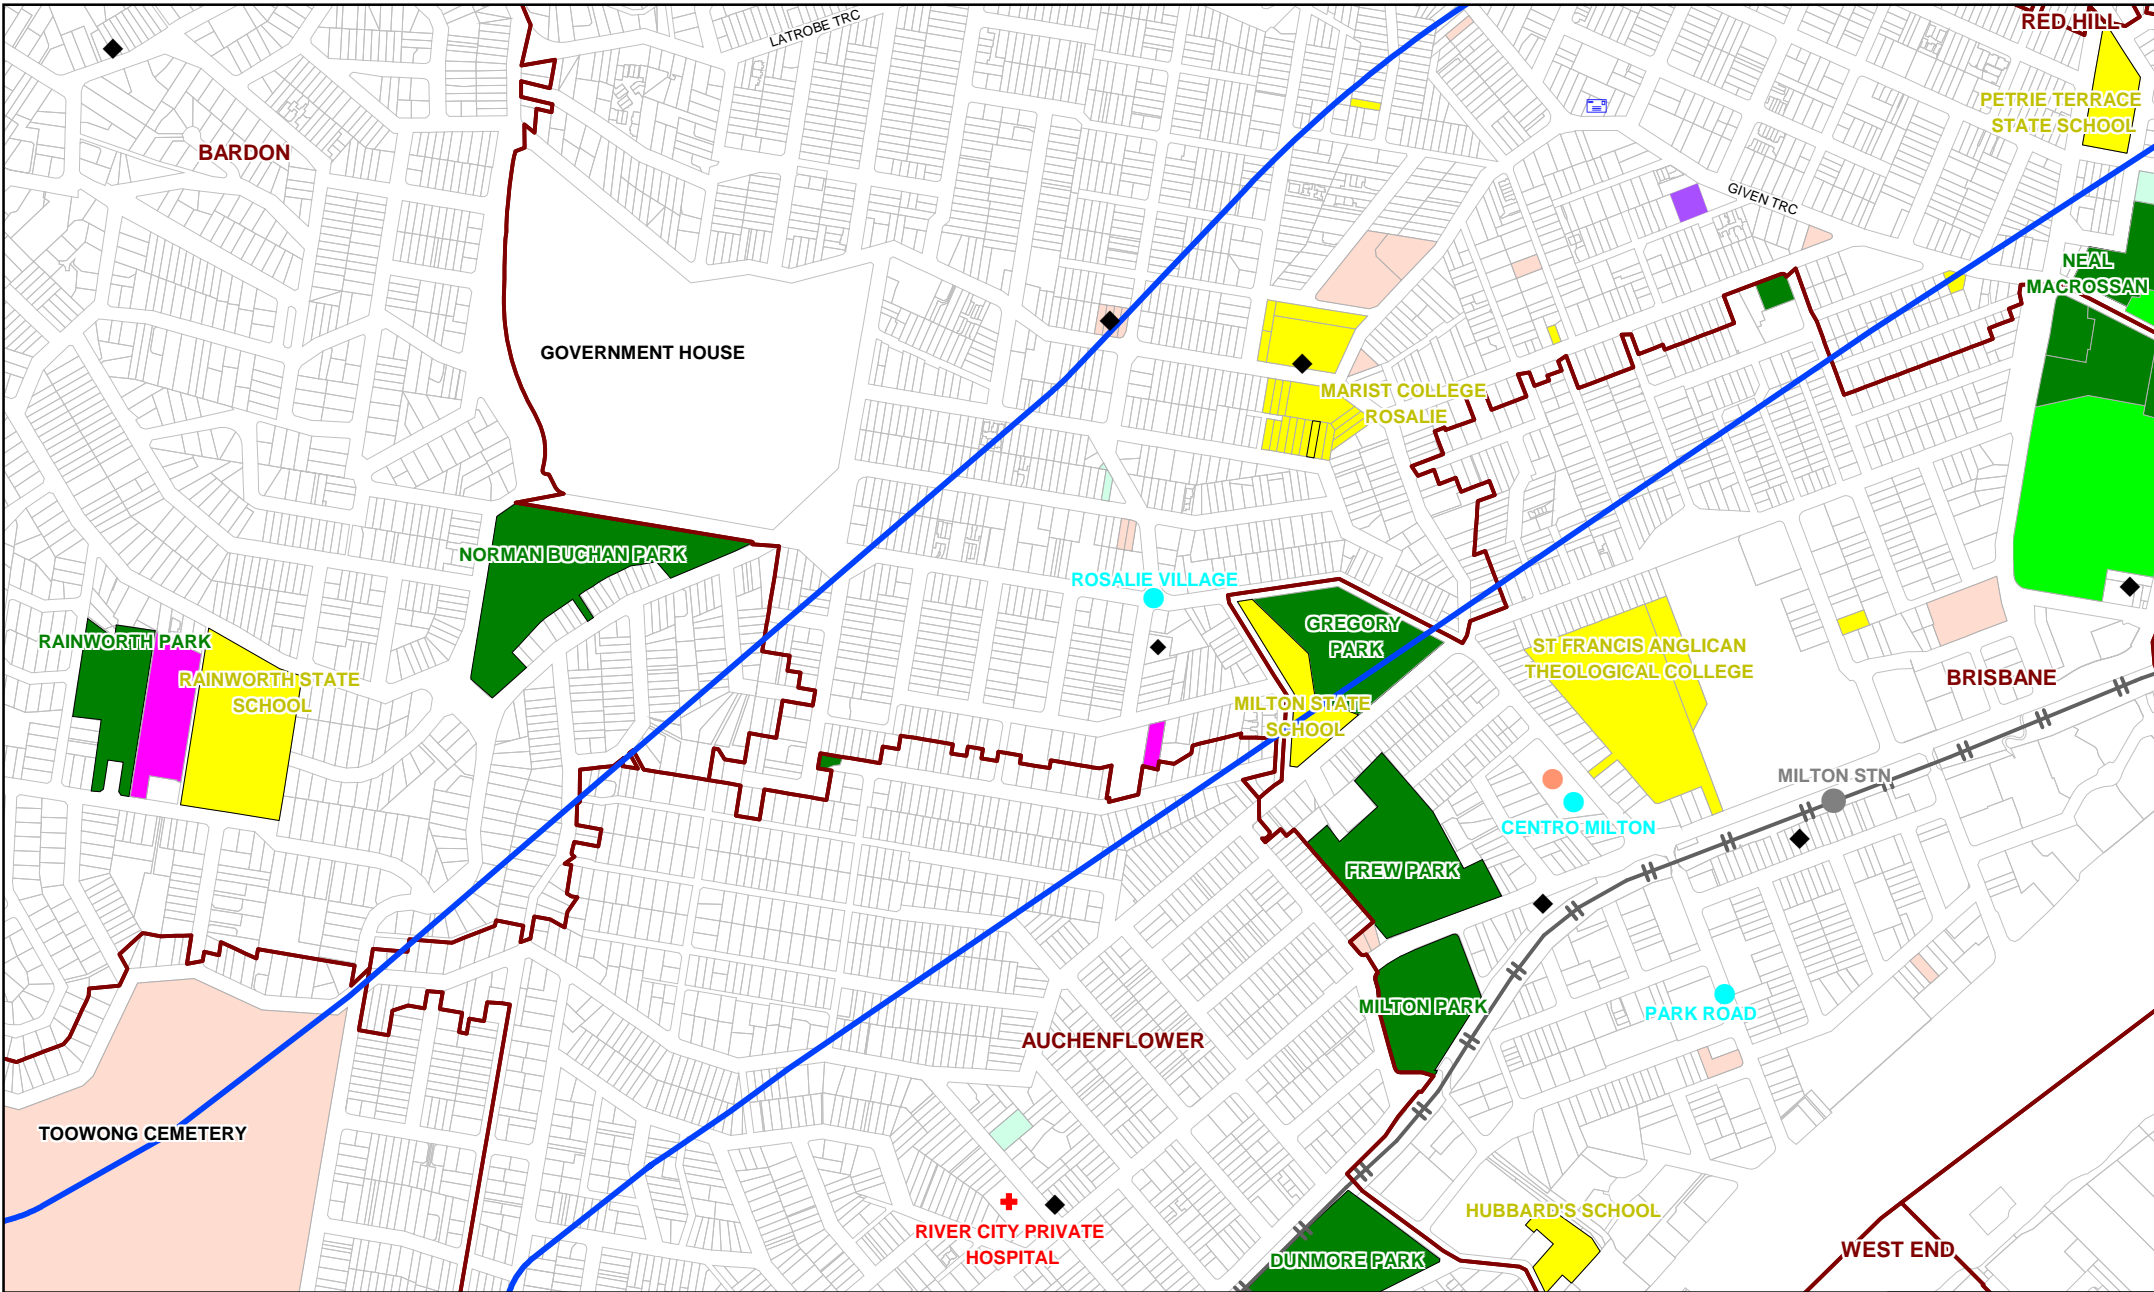 LATROBE TRC
RED HILL
PETRIE TERRACE
STATE SCHOOL
BARDON
GIVEN TRC
NEAL
MACROSSAN
GOVERNMENT HOUSE
MARIST COLLEGE
ROSALIE
NORMAN BUCHAN PARK
ROSALIE VILLAGE
GREGORY
PARK
RAINWORTH PARK
RAINWORTH STATE
SCHOOL
ST FRANCIS ANGLICAN
THEOLOGICAL COLLEGE
BRISBANE
MILTON STATE
SCHOOL
MILTON STN
CENTRO MILTON
FREW PARK
MILTON PARK
PARK ROAD
AUCHENFLOWER
TOOWONG CEMETERY
HUBBARD'S SCHOOL
RIVER CITY PRIVATE
HOSPITAL
DUNMORE PARK
WEST END